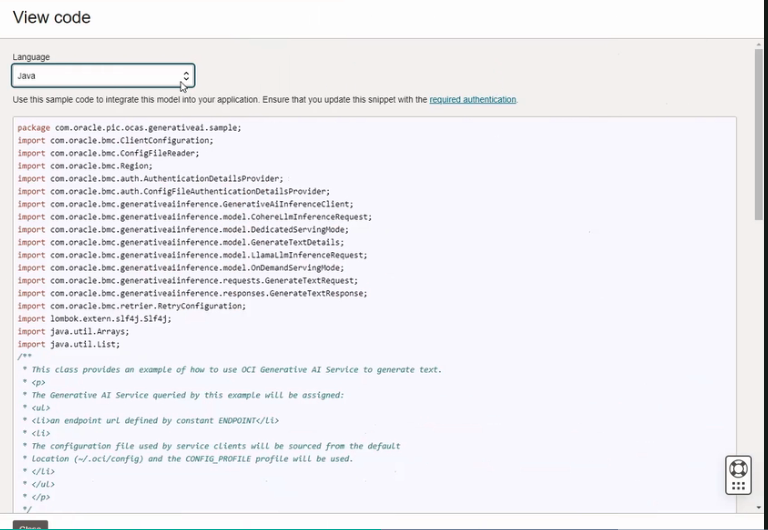 View code
Language
Java
Use this sample code to integrate this model into your application. Ensure that you update this snippet with the required authentication.
package com.oracle.pic.ocas.generativeai.sample;
import com.oracle.bmc.ClientConfiguration;
import com.oracle.bmc.ConfigFileReader;
import com.oracle.bmc.Region;
import com.oracle.bmc.auth.AuthenticationDetailsProvider;
import com.oracle.bmc.auth.ConfigFileAuthenticationDetailsProvider;
import com.oracle.bmc.generativeaiinference.GenerativeAiInferenceClient;
import com.oracle.bmc.generativeaiinference.model.CohereLlmInferenceRequest;
import com.oracle.bmc.generativeaiinference.model.DedicatedServingMode;
import com.oracle.bmc.generativeaiinference.model.GenerateTextDetails;
import com.oracle.bmc.generativeaiinference.model.LlamaLlmInferenceRequest;
import com.oracle.bmc.generativeaiinference.model.OnDemandServingMode;
import com.oracle.bmc.generativeaiinference.requests.GenerateTextRequest;
import com.oracle.bmc.generativeaiinference.responses.GenerateTextResponse;
import com.oracle.bmc.retrier.RetryConfiguration;
import lombok.extern.slf4j.Slf4j;
import java.util.Arrays;
import java.util.List;
/**
* This class provides an example of how to use OCI Generative AI Service to generate text.
* <p>
* The Generative AI Service queried by this example will be assigned:
* <ul>
* <li>an endpoint url defined by constant ENDPOINT</li>
* <li>
* The configuration file used by service clients will be sourced from the default
* location (~/.oci/config) and the CONFIG_PROFILE profile will be used.
* </li>
* </ul>
* </p>
*/
Close